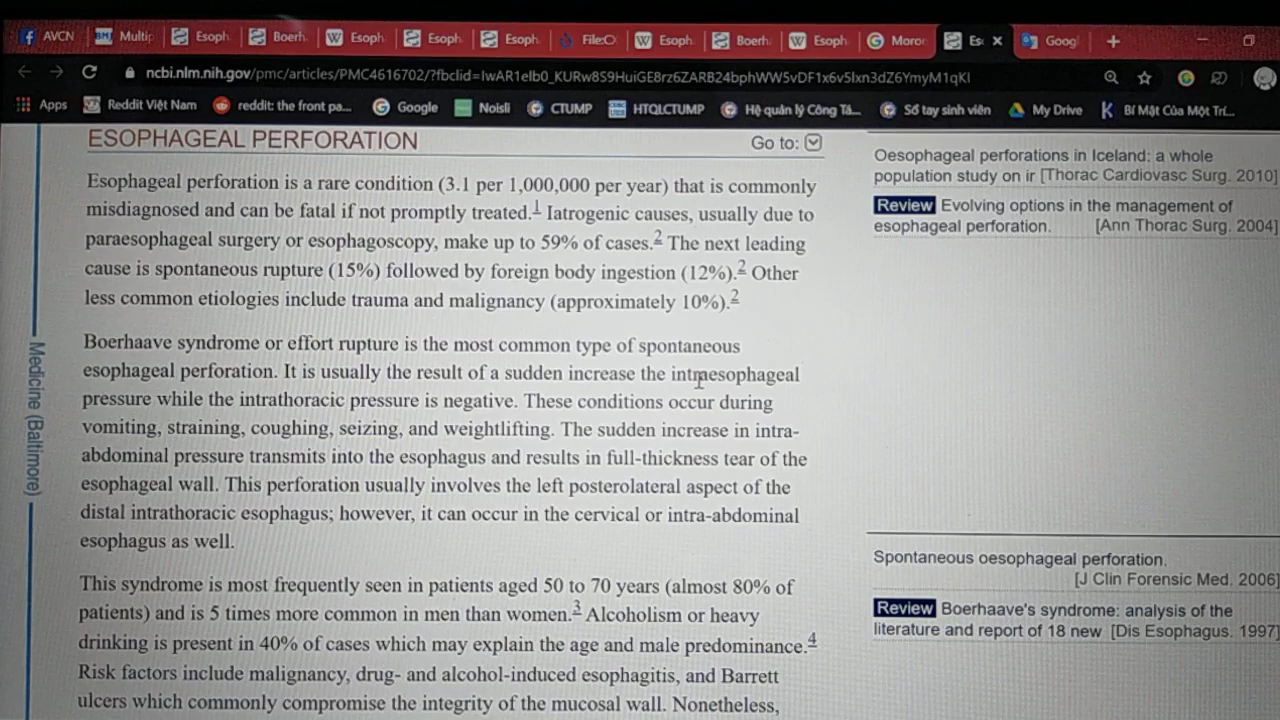 AVCN
Multip
Esoph
Boerh
Esoph
Esoph
Esoph
File:O
Esoph
Boerh
Esoph
Moror
Es
Goog
ncbi.nlm.nih.gov/pmc/articles/PMC4616702/?fbclid=IwAR1eIb0_KURw8S9HuiGE8rz6ZARB24bphWW5vDF1x6v5lxn3dZ6YmyM1qKI
Apps
Reddit Việt Nam
reddit: the front pa...
Google
Noisli
CTUMP
HTQLCTUMP
Hệ quản lý Công Tá...
Sổ tay sinh viên
My Drive
Bí Mật Của Một Trí...
ESOPHAGEAL PERFORATION
Go to:
Esophageal perforation is a rare condition (3.1 per 1,000,000 per year) that is commonly
misdiagnosed and can be fatal if not promptly treated.1 Iatrogenic causes, usually due to
paraesophageal surgery or esophagoscopy, make up to 59% of cases.2 The next leading
cause is spontaneous rupture (15%) followed by foreign body ingestion (12%).2 Other
less common etiologies include trauma and malignancy (approximately 10%).2
Boerhaave syndrome or effort rupture is the most common type of spontaneous
esophageal perforation. It is usually the result of a sudden increase the intraesophageal
pressure while the intrathoracic pressure is negative. These conditions occur during
vomiting, straining, coughing, seizing, and weightlifting. The sudden increase in intra-
abdominal pressure transmits into the esophagus and results in full-thickness tear of the
esophageal wall. This perforation usually involves the left posterolateral aspect of the
distal intrathoracic esophagus; however, it can occur in the cervical or intra-abdominal
esophagus as well.
This syndrome is most frequently seen in patients aged 50 to 70 years (almost 80% of
patients) and is 5 times more common in men than women.3 Alcoholism or heavy
drinking is present in 40% of cases which may explain the age and male predominance.4
Risk factors include malignancy, drug- and alcohol-induced esophagitis, and Barrett
ulcers which commonly compromise the integrity of the mucosal wall. Nonetheless,
Medicine (Baltimore)
Oesophageal perforations in Iceland: a whole
population study on ir [Thorac Cardiovasc Surg. 2010]
Review Evolving options in the management of
esophageal perforation. [Ann Thorac Surg. 2004]
Spontaneous oesophageal perforation.
[J Clin Forensic Med. 2006]
Review Boerhaave's syndrome: analysis of the
literature and report of 18 new [Dis Esophagus. 1997]